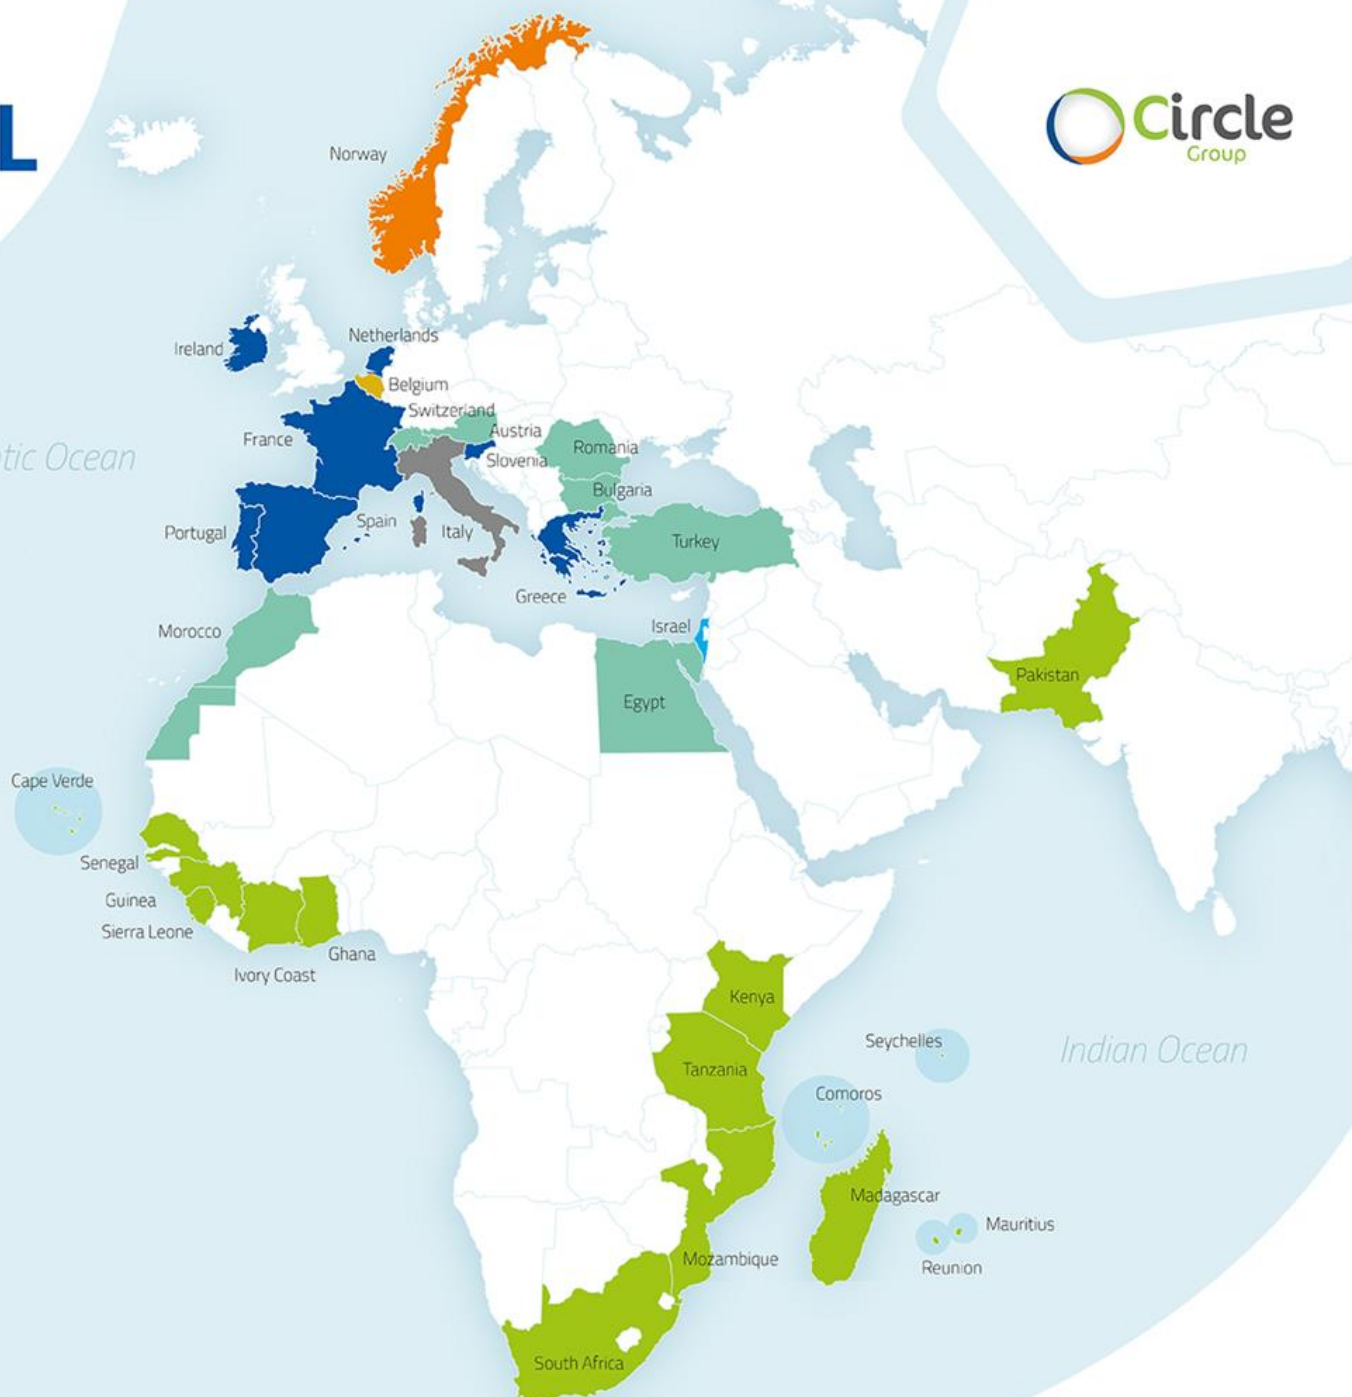 L
Circle
Group
Norway
Ireland
Netherlands
Belgium
Switzerland
Austria
France
Slovenia
Romania
Bulgaria
tic Ocean
Portugal
Spain
Italy
Turkey
Greece
Israel
Morocco
Pakistan
Egypt
Cape Verde
Senegal
Guinea
Sierra Leone
Ghana
Ivory Coast
Kenya
Seychelles
Indian Ocean
Tanzania
Comoros
Madagascar
Mauritius
Mozambique
Reunion
South Africa